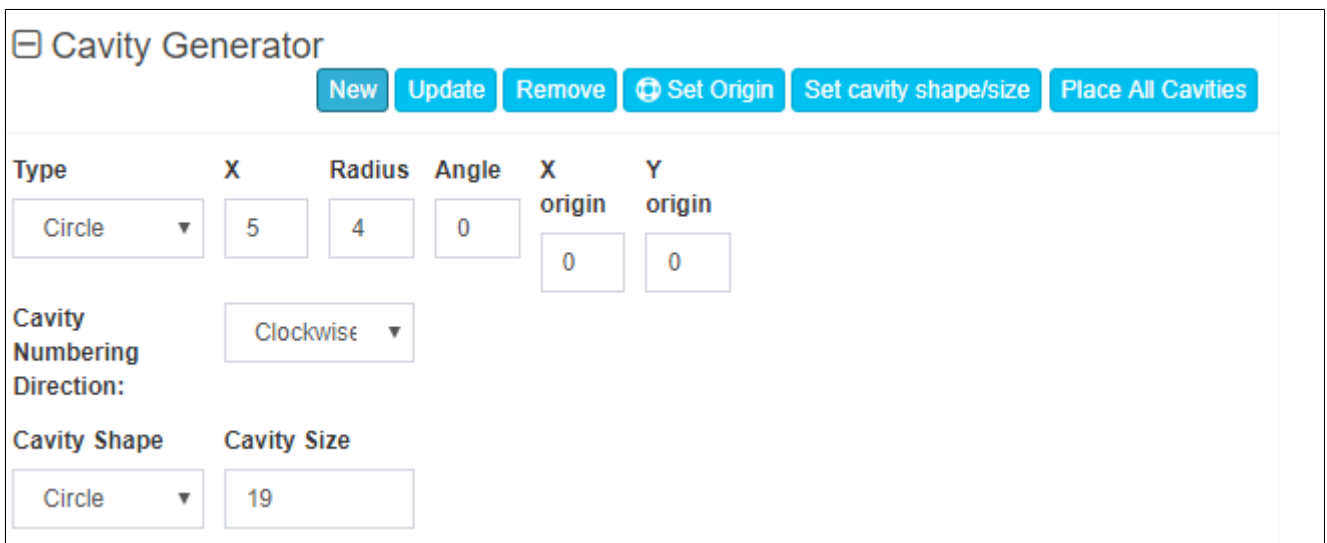 Cavity Generator
New Update Remove Set Origin Set cavity shape/size Place All Cavities
Type X Radius Angle X origin Y origin
Circle 5 4 0 0 0
Cavity Numbering Direction:
Clockwise
Cavity Shape Cavity Size
Circle 19